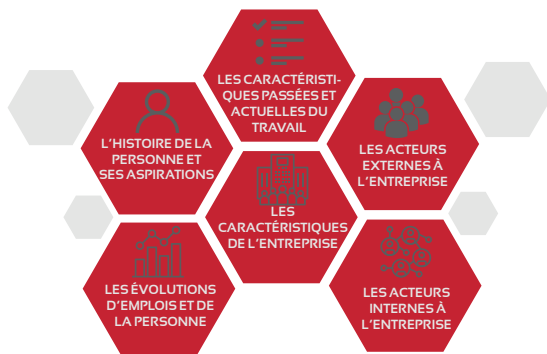 LES CARACTÉRISTI-
QUES PASSÉES ET
ACTUELLES DU
TRAVAIL
L'HISTOIRE DE LA
PERSONNE ET
SES ASPIRATIONS
LES ACTEURS
EXTERNES À
L'ENTREPRISE
LES
CARACTÉRISTIQUES
DE L'ENTREPRISE
LES ÉVOLUTIONS
D'EMPLOIS ET DE
LA PERSONNE
LES ACTEURS
INTERNES À
L'ENTREPRISE